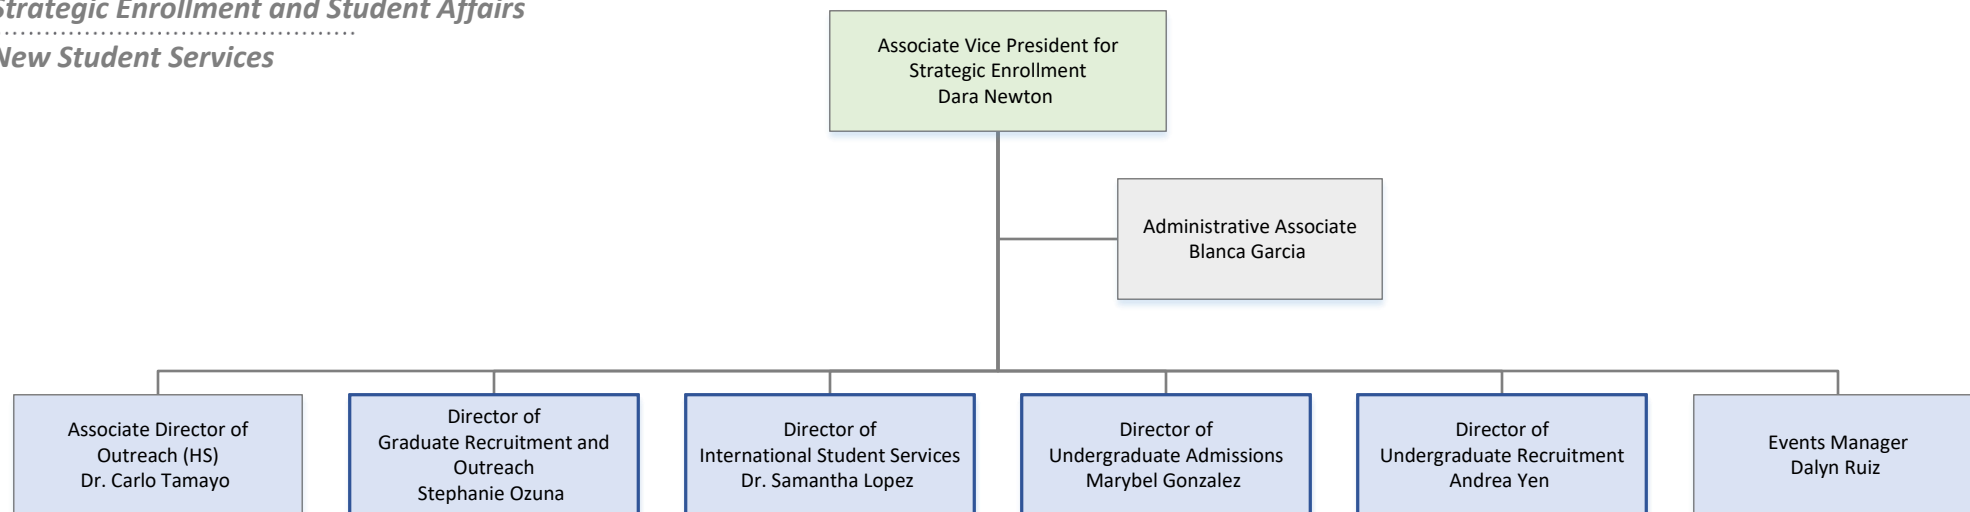 Strategic Enrollment and Student Affairs
New Student Services
Associate Vice President for
Strategic Enrollment
Dara Newton
Administrative Associate
Blanca Garcia
Associate Director of
Outreach (HS)
Dr. Carlo Tamayo
Director of
Graduate Recruitment and
Outreach
Stephanie Ozuna
Director of
International Student Services
Dr. Samantha Lopez
Director of
Undergraduate Admissions
Marybel Gonzalez
Director of
Undergraduate Recruitment
Andrea Yen
Events Manager
Dalyn Ruiz